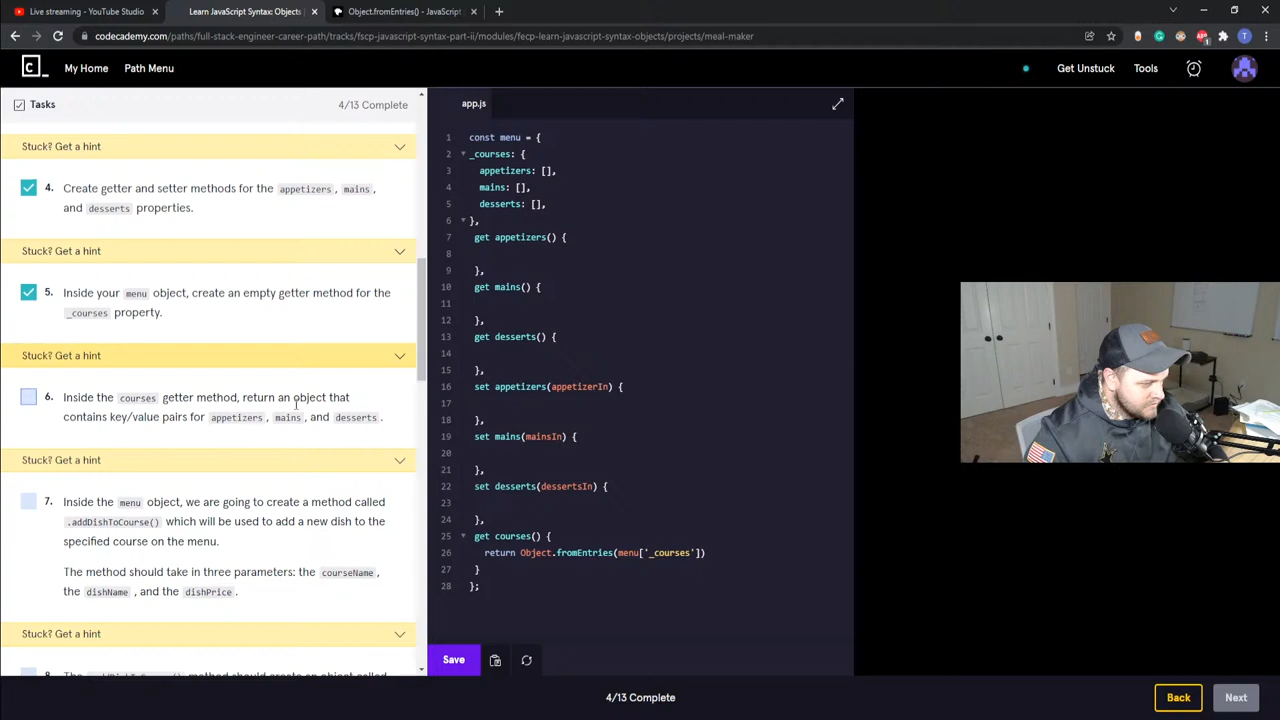 Live streaming - YouTube Studio
Learn JavaScript Syntax: Objects
Object.fromEntries() - JavaScript
codecademy.com/paths/full-stack-engineer-career-path/tracks/fscp-javascript-syntax-part-ii/modules/fecp-learn-javascript-syntax-objects/projects/meal-maker
My Home Path Menu
Get Unstuck Tools
Tasks
4/13 Complete
Stuck? Get a hint
4. Create getter and setter methods for the appetizers, mains,
and desserts properties.
Stuck? Get a hint
5. Inside your menu object, create an empty getter method for the
_courses property.
Stuck? Get a hint
6. Inside the courses getter method, return an object that
contains key/value pairs for appetizers, mains, and desserts.
Stuck? Get a hint
7. Inside the menu object, we are going to create a method called
.addDishToCourse() which will be used to add a new dish to the
specified course on the menu.
The method should take in three parameters: the courseName,
the dishName, and the dishPrice.
Stuck? Get a hint
app.js
1 const menu = {
2 _courses: {
3 appetizers: [],
4 mains: [],
5 desserts: [],
6 },
7 get appetizers() {
8
9 },
10 get mains() {
11
12 },
13 get desserts() {
14
15 },
16 set appetizers(appetizerIn) {
17
18 },
19 set mains(mainsIn) {
20
21 },
22 set desserts(dessertsIn) {
23
24 },
25 get courses() {
26 return Object.fromEntries(menu['_courses'])
27 }
28 };
Save
4/13 Complete
Back
Next